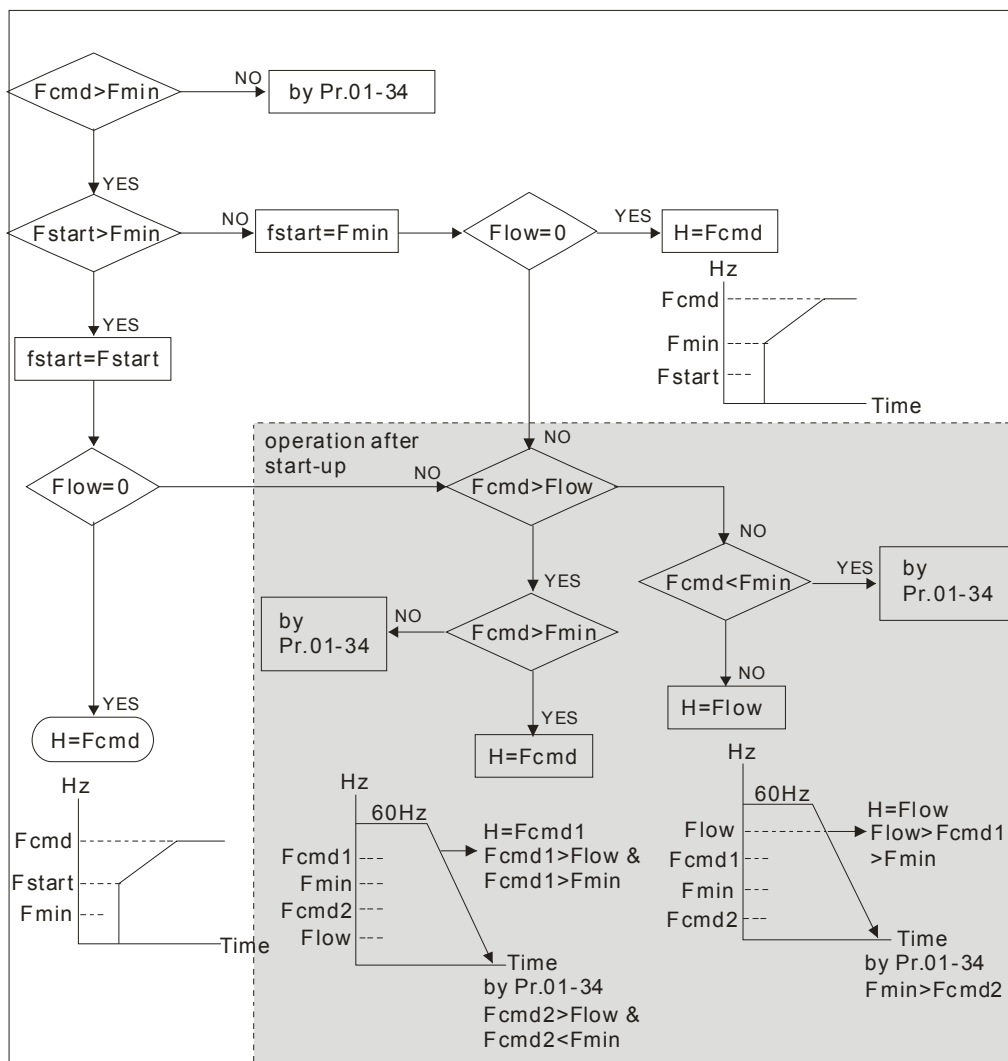 Fcmd>Fmin
NO
by Pr.01-34
YES
Fstart>Fmin
NO
fstart=Fmin
Flow=0
YES
H=Fcmd
Hz
Fcmd
Fmin
Fstart
Time
YES
fstart=Fstart
NO
operation after
start-up
Flow=0
NO
Fcmd>Flow
NO
YES
Fcmd<Fmin
YES
by
Pr.01-34
by
Pr.01-34
NO
Fcmd>Fmin
NO
H=Flow
YES
H=Fcmd
YES
H=Fcmd
Hz
Fcmd
Fstart
Fmin
Time
Hz
60Hz
Fcmd1
Fmin
Fcmd2
Flow
H=Fcmd1
Fcmd1>Flow &
Fcmd1>Fmin
Time
by Pr.01-34
Fcmd2>Flow &
Fcmd2<Fmin
Hz
60Hz
Flow
Fcmd1
Fmin
Fcmd2
H=Flow
Flow>Fcmd1
>Fmin
Time
by Pr.01-34
Fmin>Fcmd2